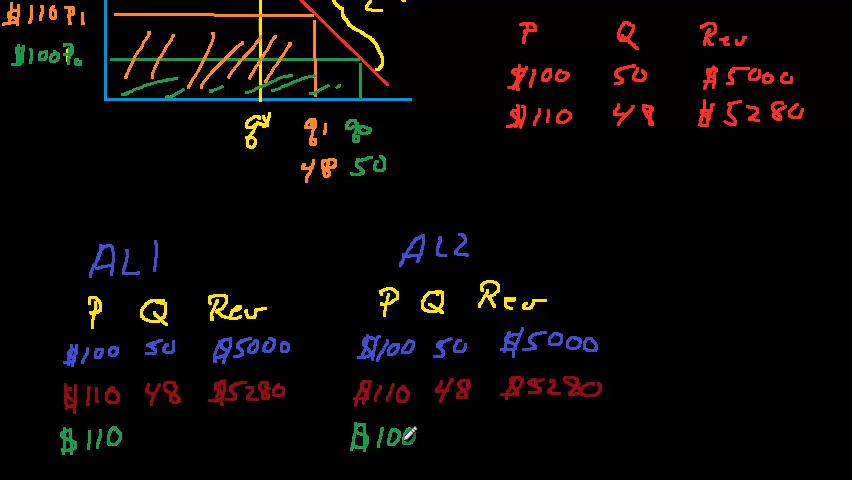 $110 P1
$100 P0
q* q1 q0
48 50
P Q Rev
$100 50 $5000
$110 48 $5280
AL1
P Q Rev
$100 50 $5000
$110 48 $5280
$110
AL2
P Q Rev
$100 50 $5000
$110 48 $5280
$100